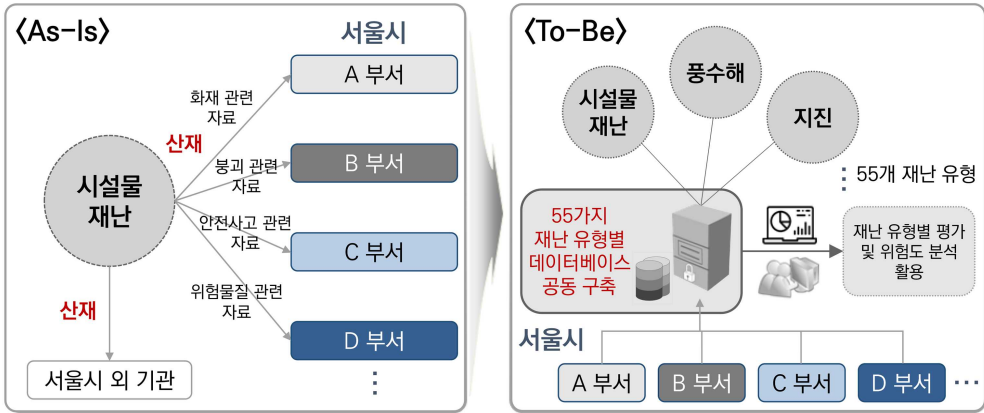 〈As-Is〉
서울시
A 부서
화재 관련
자료
산재
B 부서
붕괴 관련
자료
시설물
재난
안전사고 관련
자료
C 부서
위험물질 관련
자료
산재
D 부서
⋮
서울시 외 기관
〈To-Be〉
풍수해
시설물
재난
지진
⋮ 55개 재난 유형
55가지
재난 유형별
데이터베이스
공동 구축
재난 유형별 평가
및 위험도 분석
활용
서울시
A 부서
B 부서
C 부서
D 부서
⋯